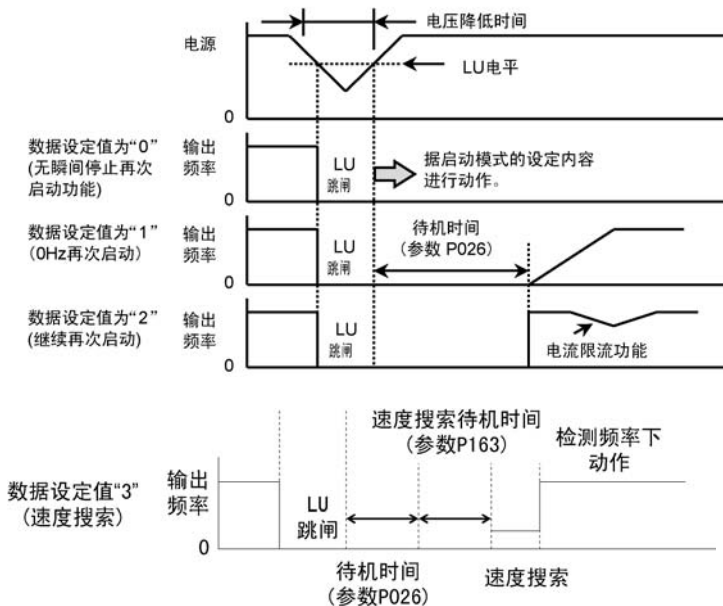 电压降低时间
电源
LU电平
0
数据设定值为“0”
(无瞬间停止再次
启动功能)
输出
频率
0
LU
跳闸
据启动模式的设定内容
进行动作。
数据设定值为“1”
(0Hz再次启动)
输出
频率
0
LU
跳闸
待机时间
(参数 P026)
数据设定值为“2”
(继续再次启动)
输出
频率
0
LU
跳闸
电流限流功能
速度搜索待机时间
(参数P163)
检测频率下
动作
数据设定值“3”
(速度搜索)
输出
频率
0
LU
跳闸
待机时间
(参数P026)
速度搜索